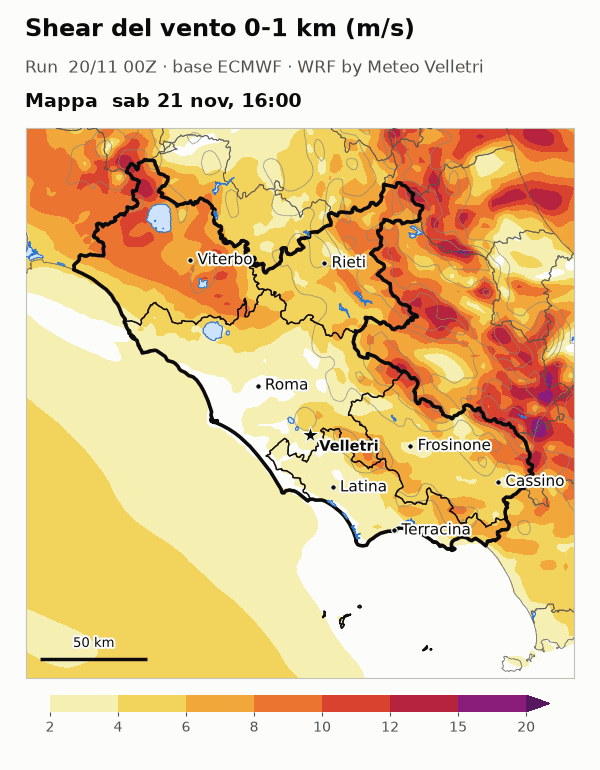 Shear del vento 0-1 km (m/s)
Run 20/11 00Z · base ECMWF · WRF by Meteo Velletri
Mappa sab 21 nov, 16:00
Viterbo
Rieti
Roma
Velletri
Frosinone
Latina
Cassino
Terracina
50 km
2 4 6 8 10 12 15 20